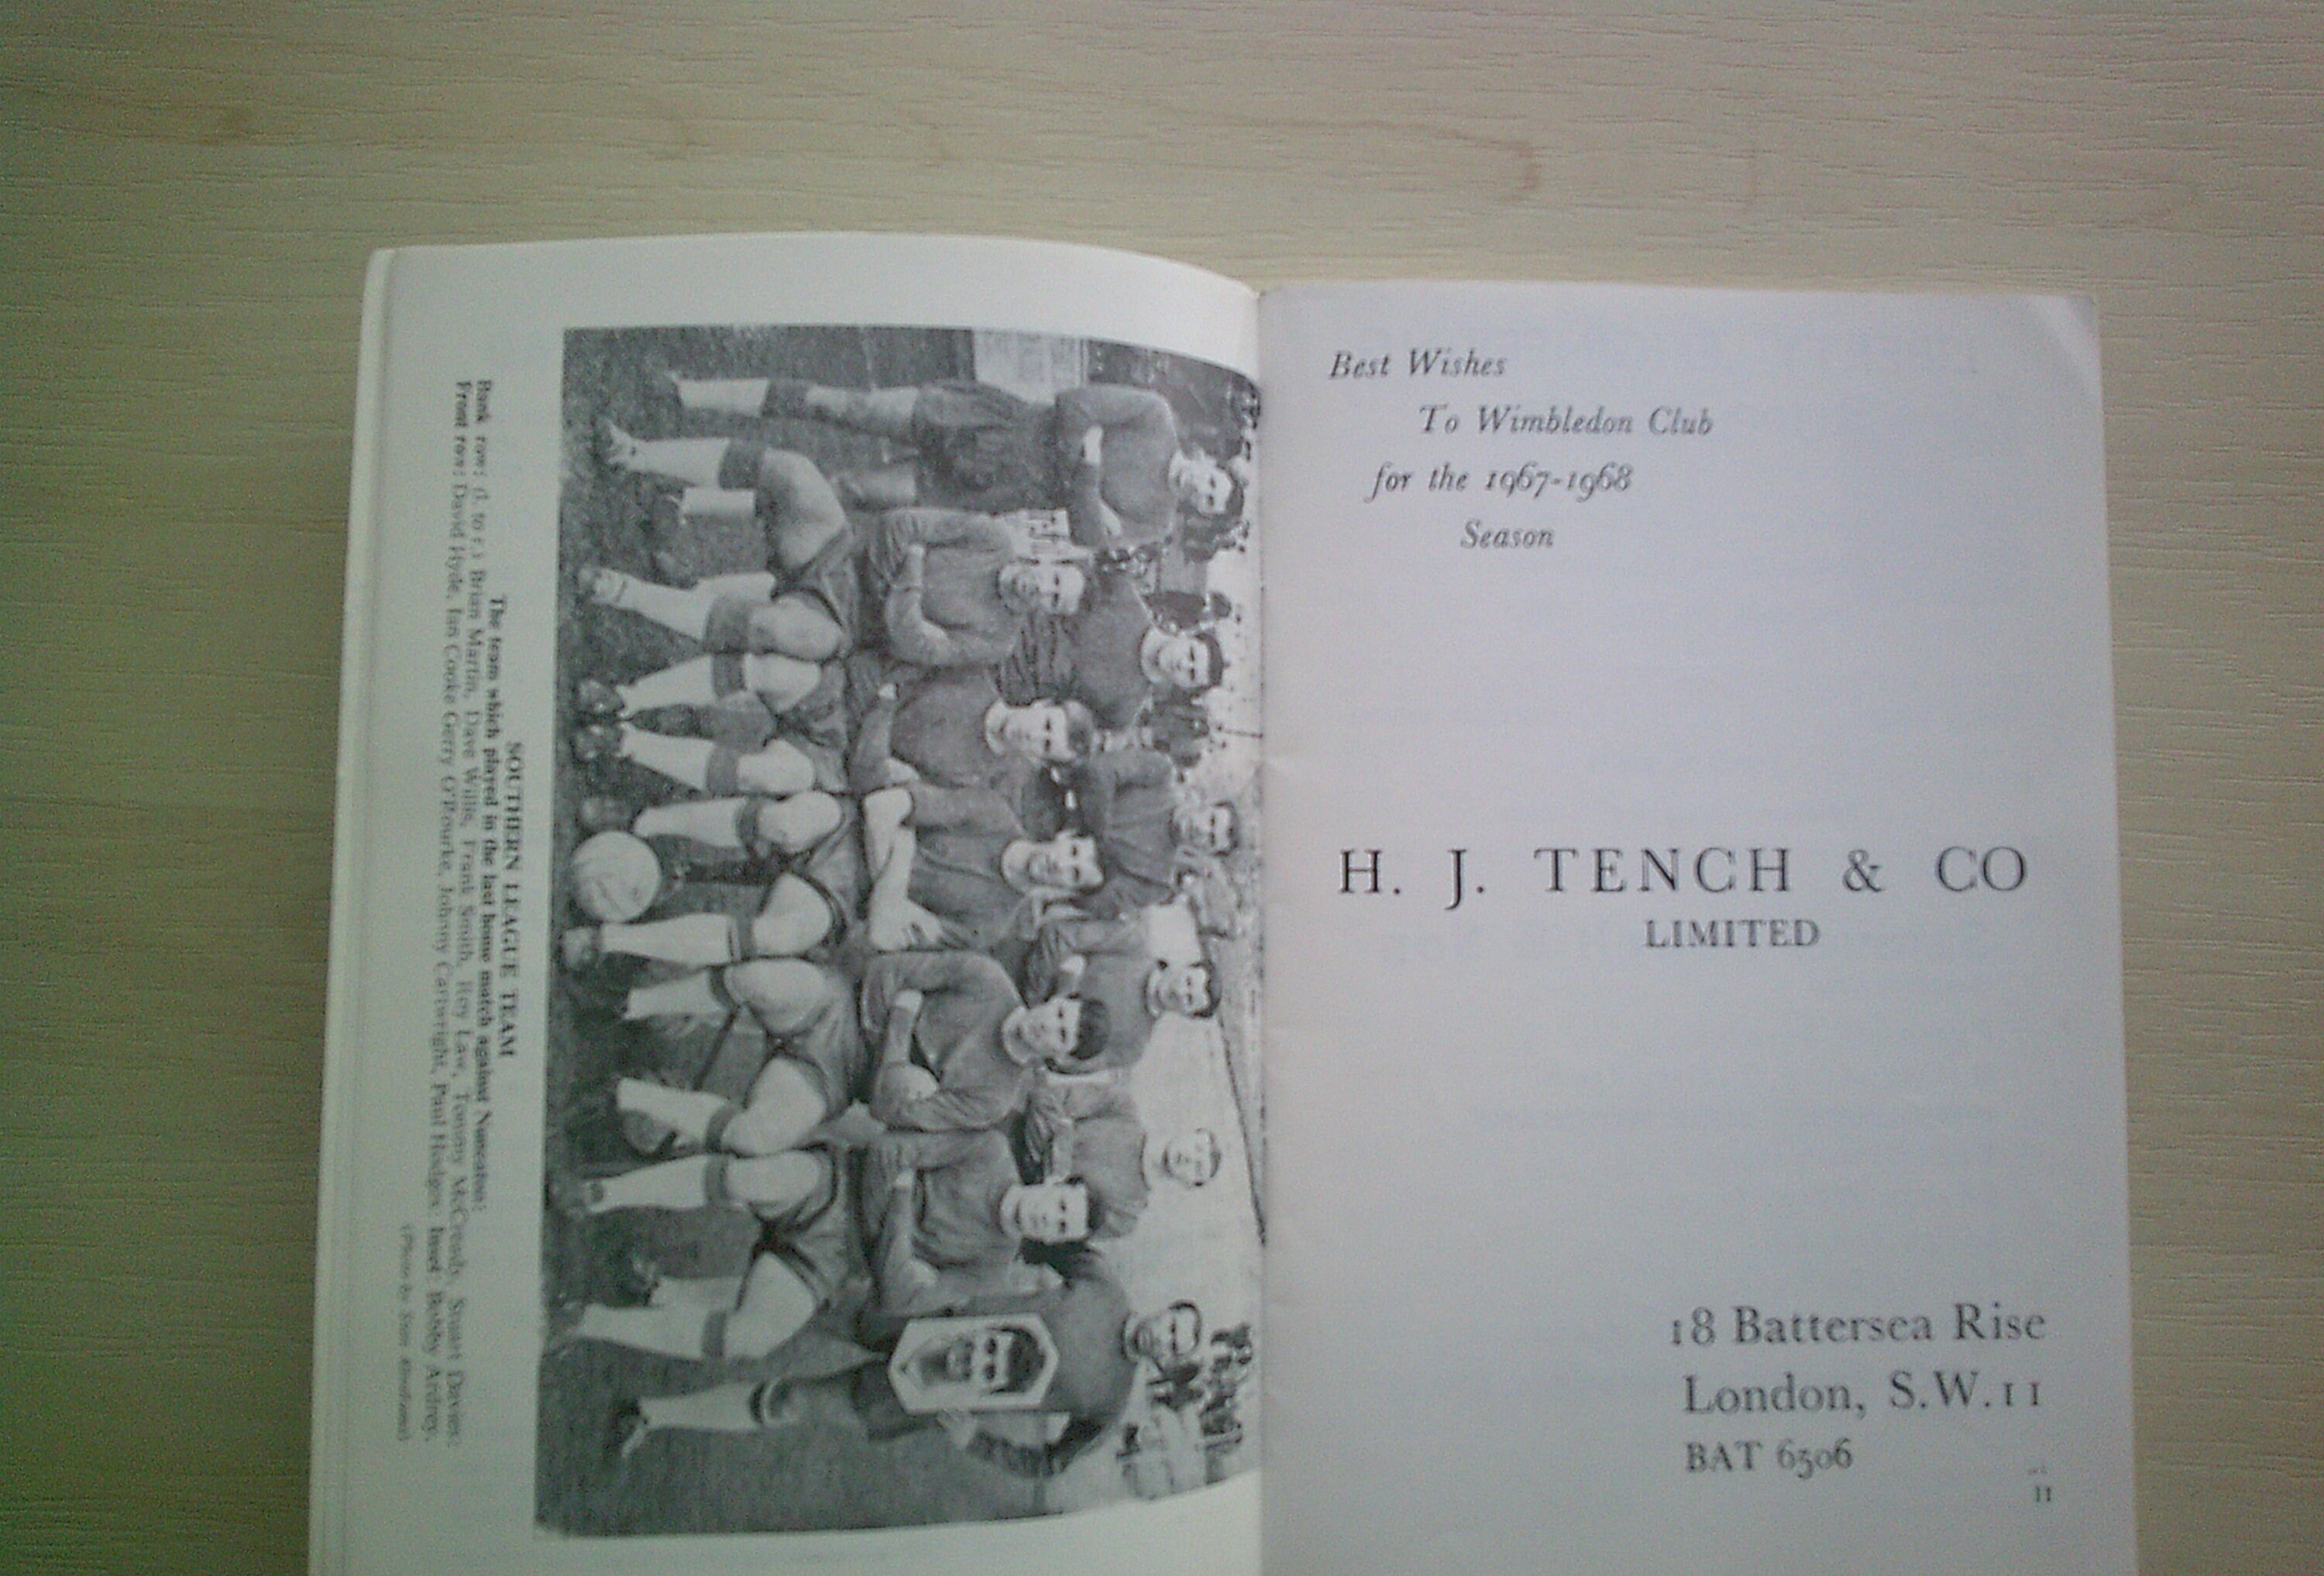 SOUTHERN LEAGUE TEAM
The team which played in the last home match against Nuneaton:
Back row: (l. to r.) Brian Martin, Dave Willis, Frank Smith, Roy Law, Tommy McCready, Stuart Davies;
Front row: David Hyde, Ian Cooke Gerry O'Rourke, Johnny Cartwright, Paul Hodges: Inset Bobby Ardrey.
(Photo by
Best Wishes
To Wimbledon Club
for the 1967-1968
Season
H. J. TENCH & CO
LIMITED
18 Battersea Rise
London, S.W.11
BAT 6506
11